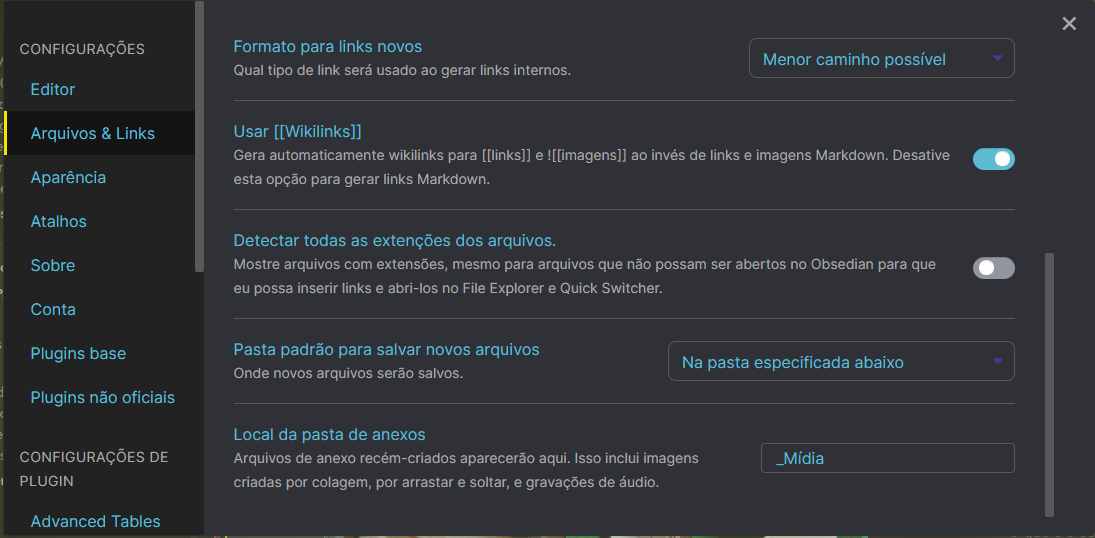 CONFIGURAÇÕES
Editor
Arquivos & Links
Aparência
Atalhos
Sobre
Conta
Plugins base
Plugins não oficiais
CONFIGURAÇÕES DE
PLUGIN
Advanced Tables
Formato para links novos
Qual tipo de link será usado ao gerar links internos.
Menor caminho possível
Usar [[Wikilinks]]
Gera automaticamente wikilinks para [[links]] e ![[imagens]] ao invés de links e imagens Markdown. Desative
esta opção para gerar links Markdown.
Detectar todas as extenções dos arquivos.
Mostre arquivos com extensões, mesmo para arquivos que não possam ser abertos no Obsedian para que
eu possa inserir links e abri-los no File Explorer e Quick Switcher.
Pasta padrão para salvar novos arquivos
Onde novos arquivos serão salvos.
Na pasta especificada abaixo
Local da pasta de anexos
Arquivos de anexo recém-criados aparecerão aqui. Isso inclui imagens
criadas por colagem, por arrastar e soltar, e gravações de áudio.
_Mídia